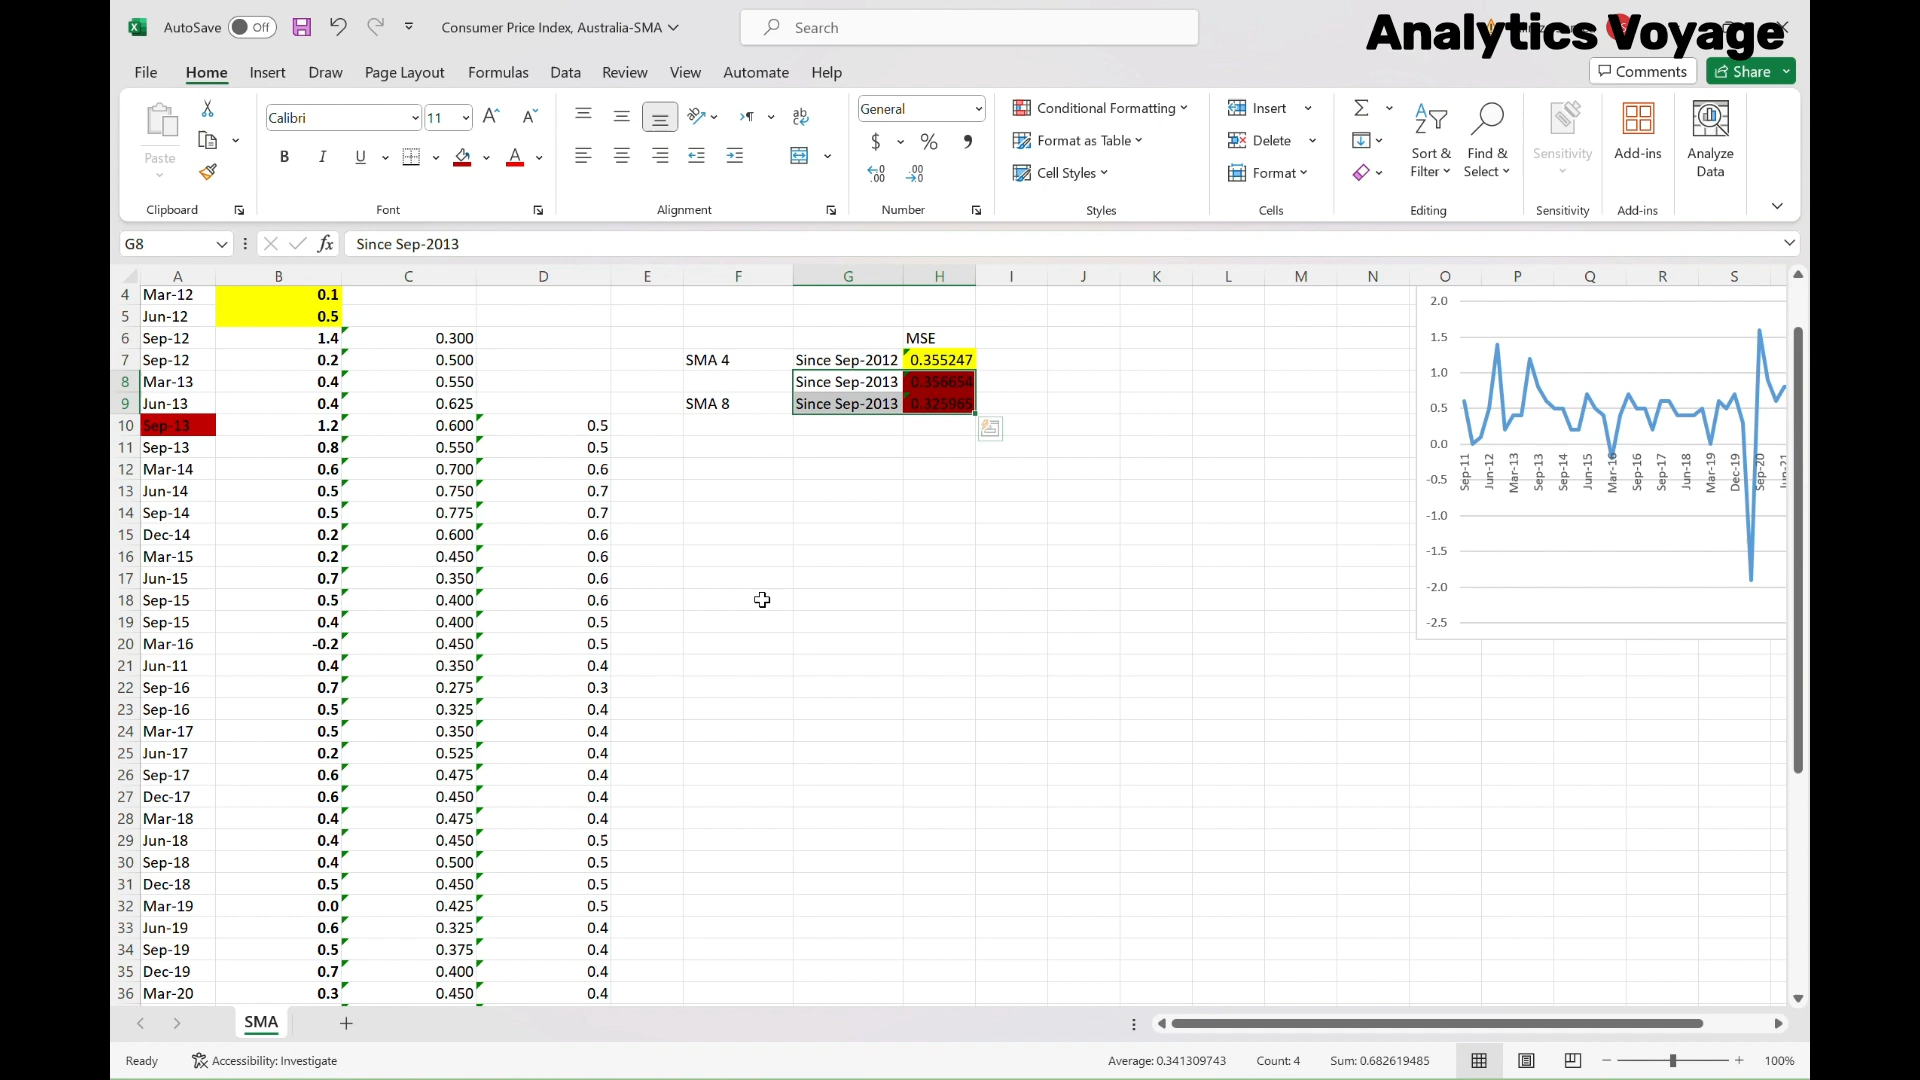 AutoSave Off Consumer Price Index, Australia-SMA Search Analytics Voyage
File Home Insert Draw Page Layout Formulas Data Review View Automate Help Comments Share
Paste Calibri 11 General Conditional Formatting Format as Table Cell Styles Insert Delete Format Sort & Filter Find & Select Sensitivity Add-ins Analyze Data
Clipboard Font Alignment Number Styles Cells Editing Sensitivity Add-ins
G8 fx Since Sep-2013
A B C D E F G H I J K L M N O P Q R S
4 Mar-12 0.1
5 Jun-12 0.5
6 Sep-12 1.4 0.300 MSE
7 Sep-12 0.2 0.500 SMA 4 Since Sep-2012 0.355247
8 Mar-13 0.4 0.550 Since Sep-2013 0.356654
9 Jun-13 0.4 0.625 SMA 8 Since Sep-2013 0.325965
10 Sep-13 1.2 0.600 0.5
11 Sep-13 0.8 0.550 0.5
12 Mar-14 0.6 0.700 0.6
13 Jun-14 0.5 0.750 0.7
14 Sep-14 0.5 0.775 0.7
15 Dec-14 0.2 0.600 0.6
16 Mar-15 0.2 0.450 0.6
17 Jun-15 0.7 0.350 0.6
18 Sep-15 0.5 0.400 0.6
19 Sep-15 0.4 0.400 0.5
20 Mar-16 -0.2 0.450 0.5
21 Jun-11 0.4 0.350 0.4
22 Sep-16 0.7 0.275 0.3
23 Sep-16 0.5 0.325 0.4
24 Mar-17 0.5 0.350 0.4
25 Jun-17 0.2 0.525 0.4
26 Sep-17 0.6 0.475 0.4
27 Dec-17 0.6 0.450 0.4
28 Mar-18 0.4 0.475 0.4
29 Jun-18 0.4 0.450 0.5
30 Sep-18 0.4 0.500 0.5
31 Dec-18 0.5 0.450 0.5
32 Mar-19 0.0 0.425 0.5
33 Jun-19 0.6 0.325 0.4
34 Sep-19 0.5 0.375 0.4
35 Dec-19 0.7 0.400 0.4
36 Mar-20 0.3 0.450 0.4
2.0
1.5
1.0
0.5
0.0
-0.5
-1.0
-1.5
-2.0
-2.5
Sep-11 Jun-12 Mar-13 Sep-13 Sep-14 Jun-15 Mar-16 Sep-16 Sep-17 Jun-18 Mar-19 Dec-19 Sep-20 Jun-21
SMA
Ready Accessibility: Investigate Average: 0.341309743 Count: 4 Sum: 0.682619485 100%